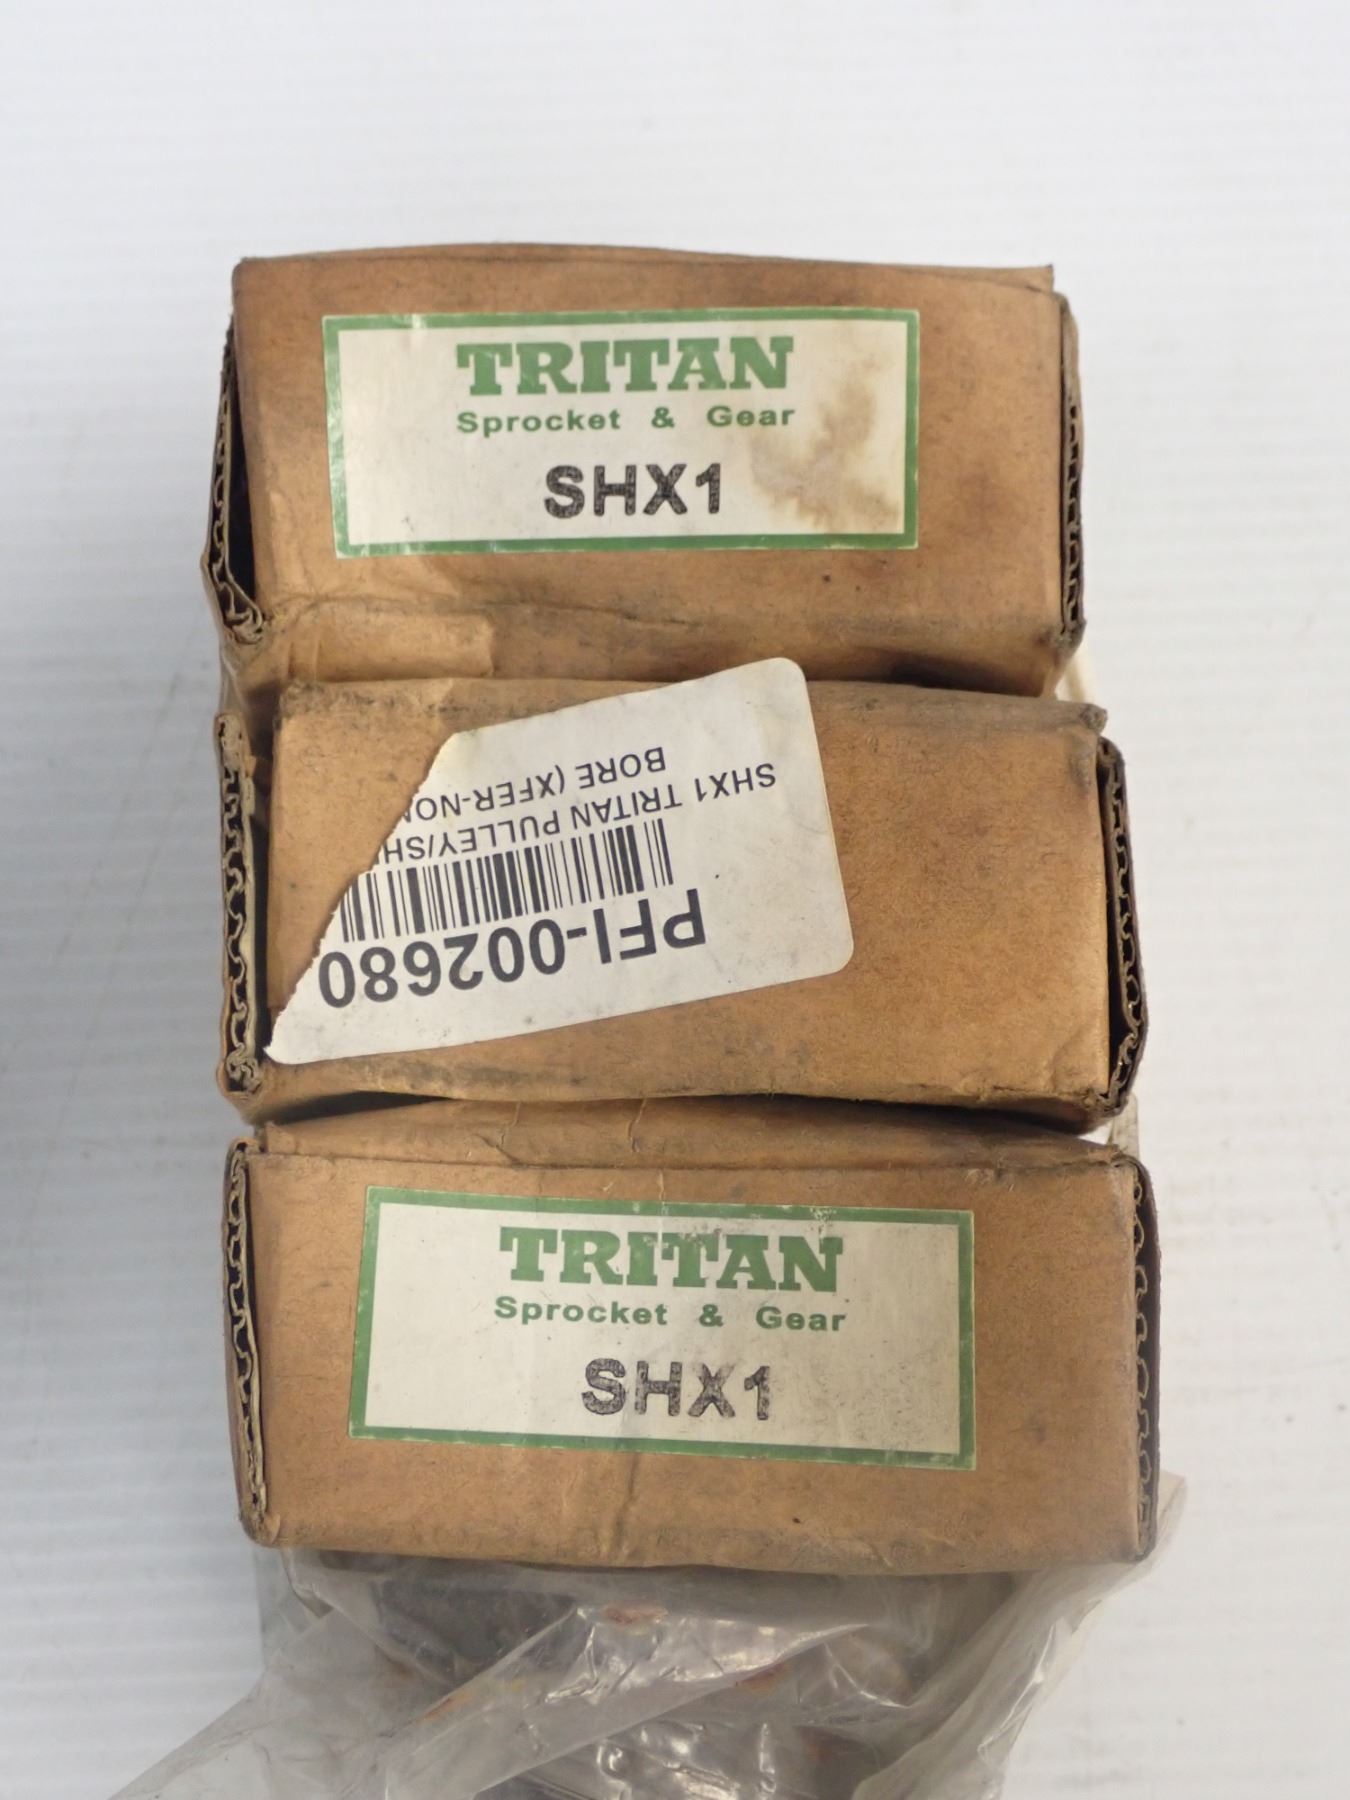 TRITAN
Sprocket & Gear
SHX1
PFI-002680
SHX1 TRITAN PULLEY/SH
BORE (XFER-NON
TRITAN
Sprocket & Gear
SHX1